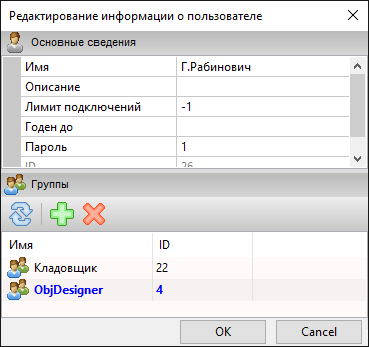 Редактирование информации о пользователе
Основные сведения
Имя Г.Рабинович
Описание
Лимит подключений -1
Годен до
Пароль 1
ID 26
Группы
Имя ID
Кладовщик 22
ObjDesigner 4
OK Cancel